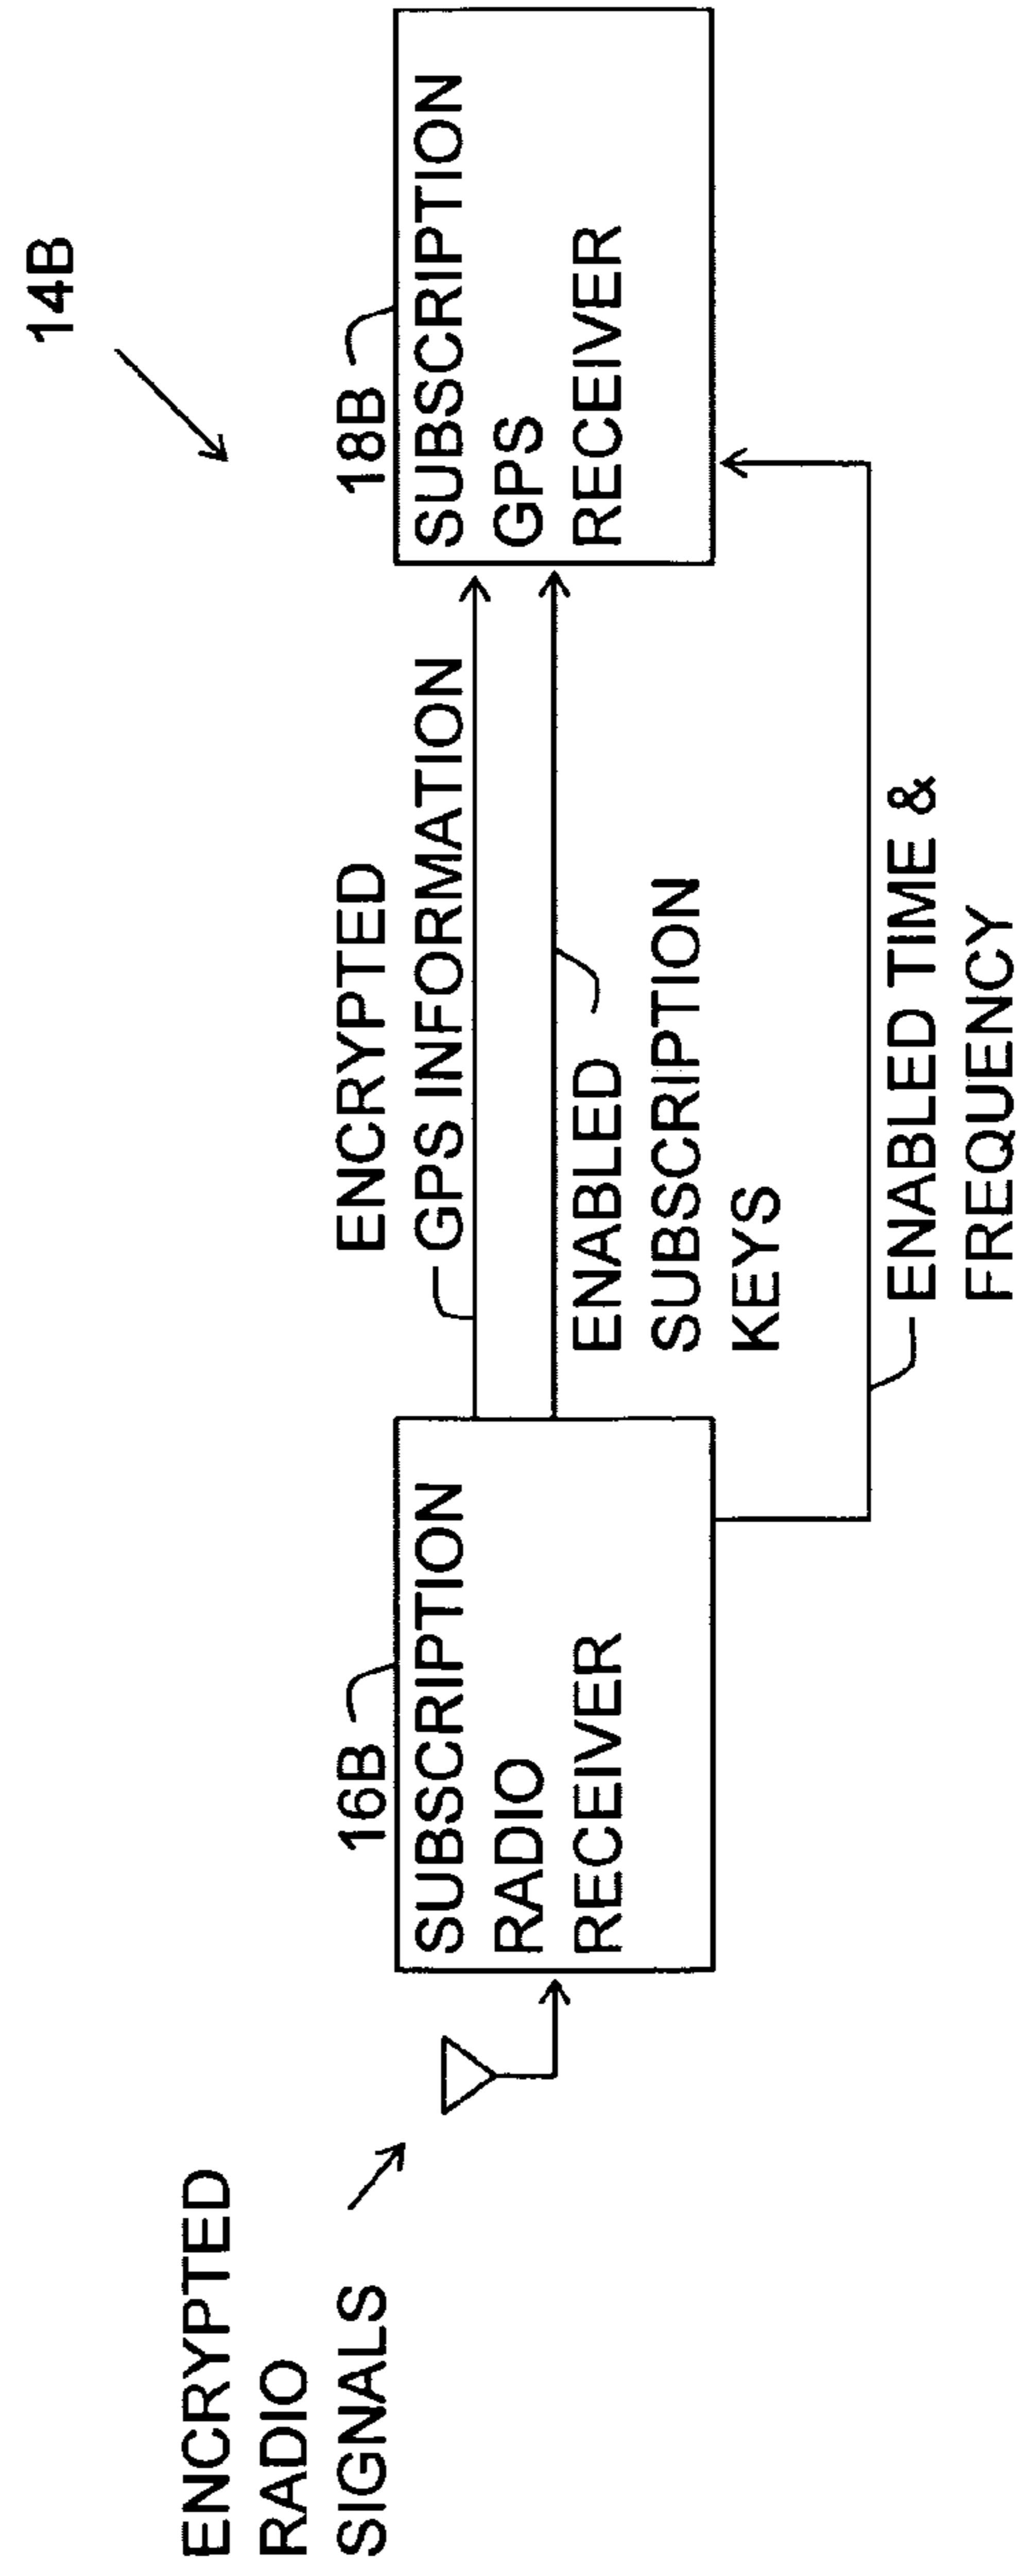 14B
ENCRYPTED
RADIO
SIGNALS
16B
SUBSCRIPTION
RADIO
RECEIVER
ENCRYPTED
GPS INFORMATION
ENABLED
SUBSCRIPTION
KEYS
ENABLED TIME &
FREQUENCY
18B
SUBSCRIPTION
GPS
RECEIVER